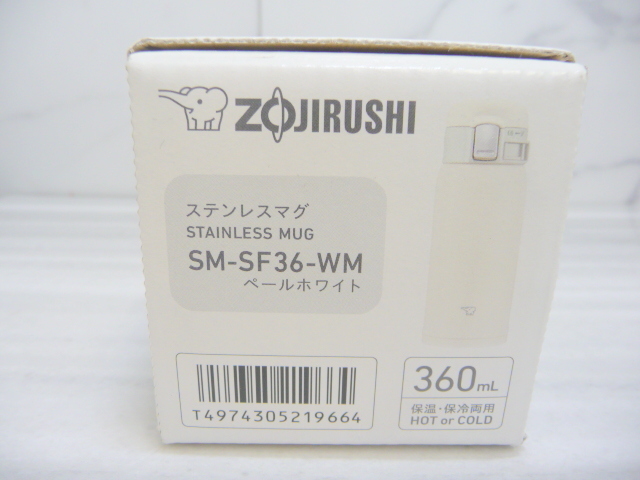 ZOJIRUSHI
ステンレスマグ
STAINLESS MUG
SM-SF36-WM
ペールホワイト
T4974305219664
360mL
保温・保冷両用
HOT or COLD